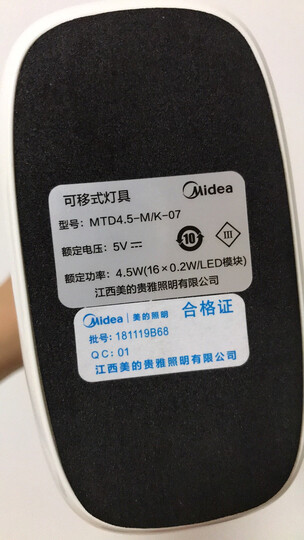 可移式灯具 Midea
型号：MTD4.5-M/K-07
额定电压：5V⎓ 10 III
额定功率：4.5W(16×0.2W/LED模块)
江西美的贵雅照明有限公司
Midea|美的照明 合格证
批号：181119B68
QC：01
江西美的贵雅照明有限公司